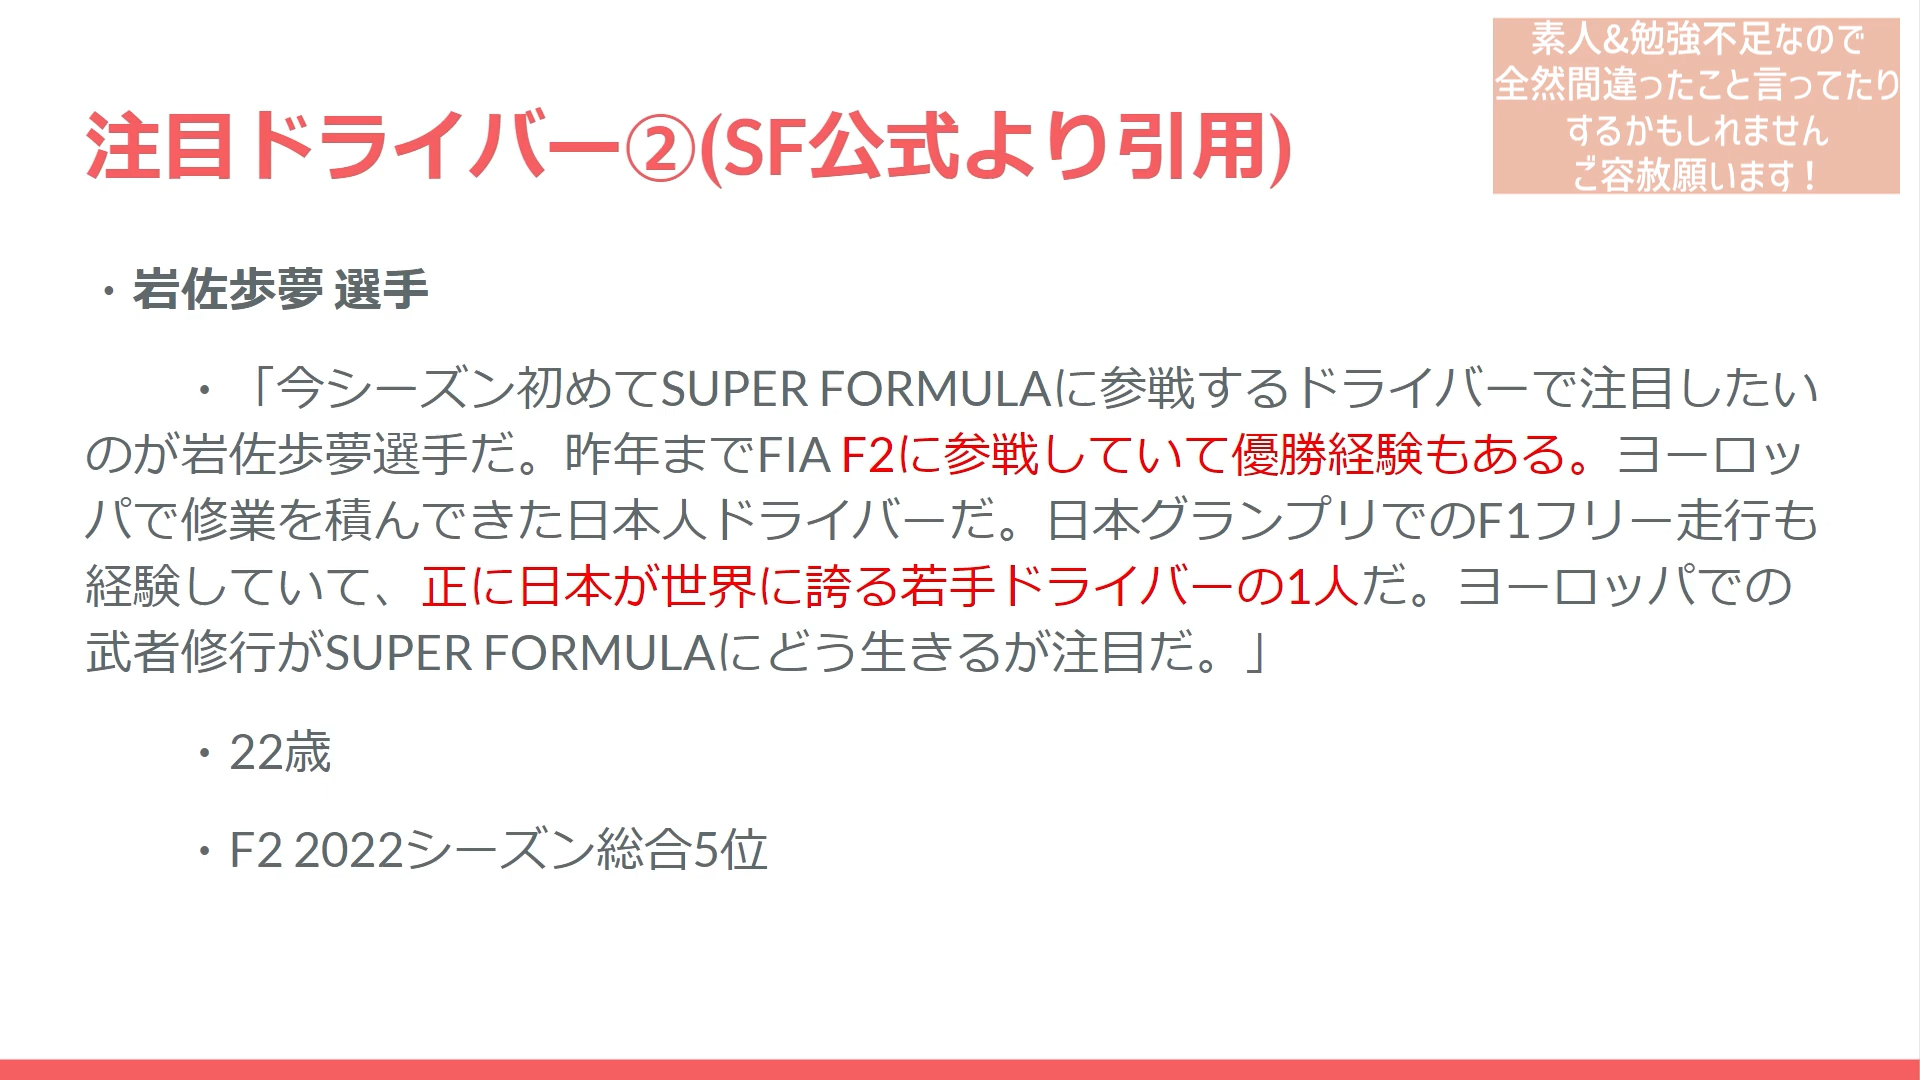 素人&勉強不足なので
全然間違ったこと言ってたり
するかもしれません
ご容赦願います！
注目ドライバー②(SF公式より引用)
・岩佐歩夢 選手
・「今シーズン初めてSUPER FORMULAに参戦するドライバーで注目したい
のが岩佐歩夢選手だ。昨年までFIA F2に参戦していて優勝経験もある。ヨーロッ
パで修業を積んできた日本人ドライバーだ。日本グランプリでのF1フリー走行も
経験していて、正に日本が世界に誇る若手ドライバーの1人だ。ヨーロッパでの
武者修行がSUPER FORMULAにどう生きるが注目だ。」
・22歳
・F2 2022シーズン総合5位